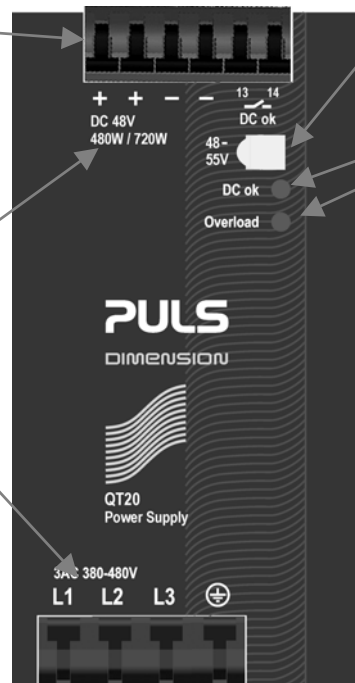 + + – – 13 14
DC 48V
480W / 720W
DC ok
48 -
55V
DC ok
Overload
PULS
DIMENSION
QT20
Power Supply
3AC 380-480V
L1 L2 L3